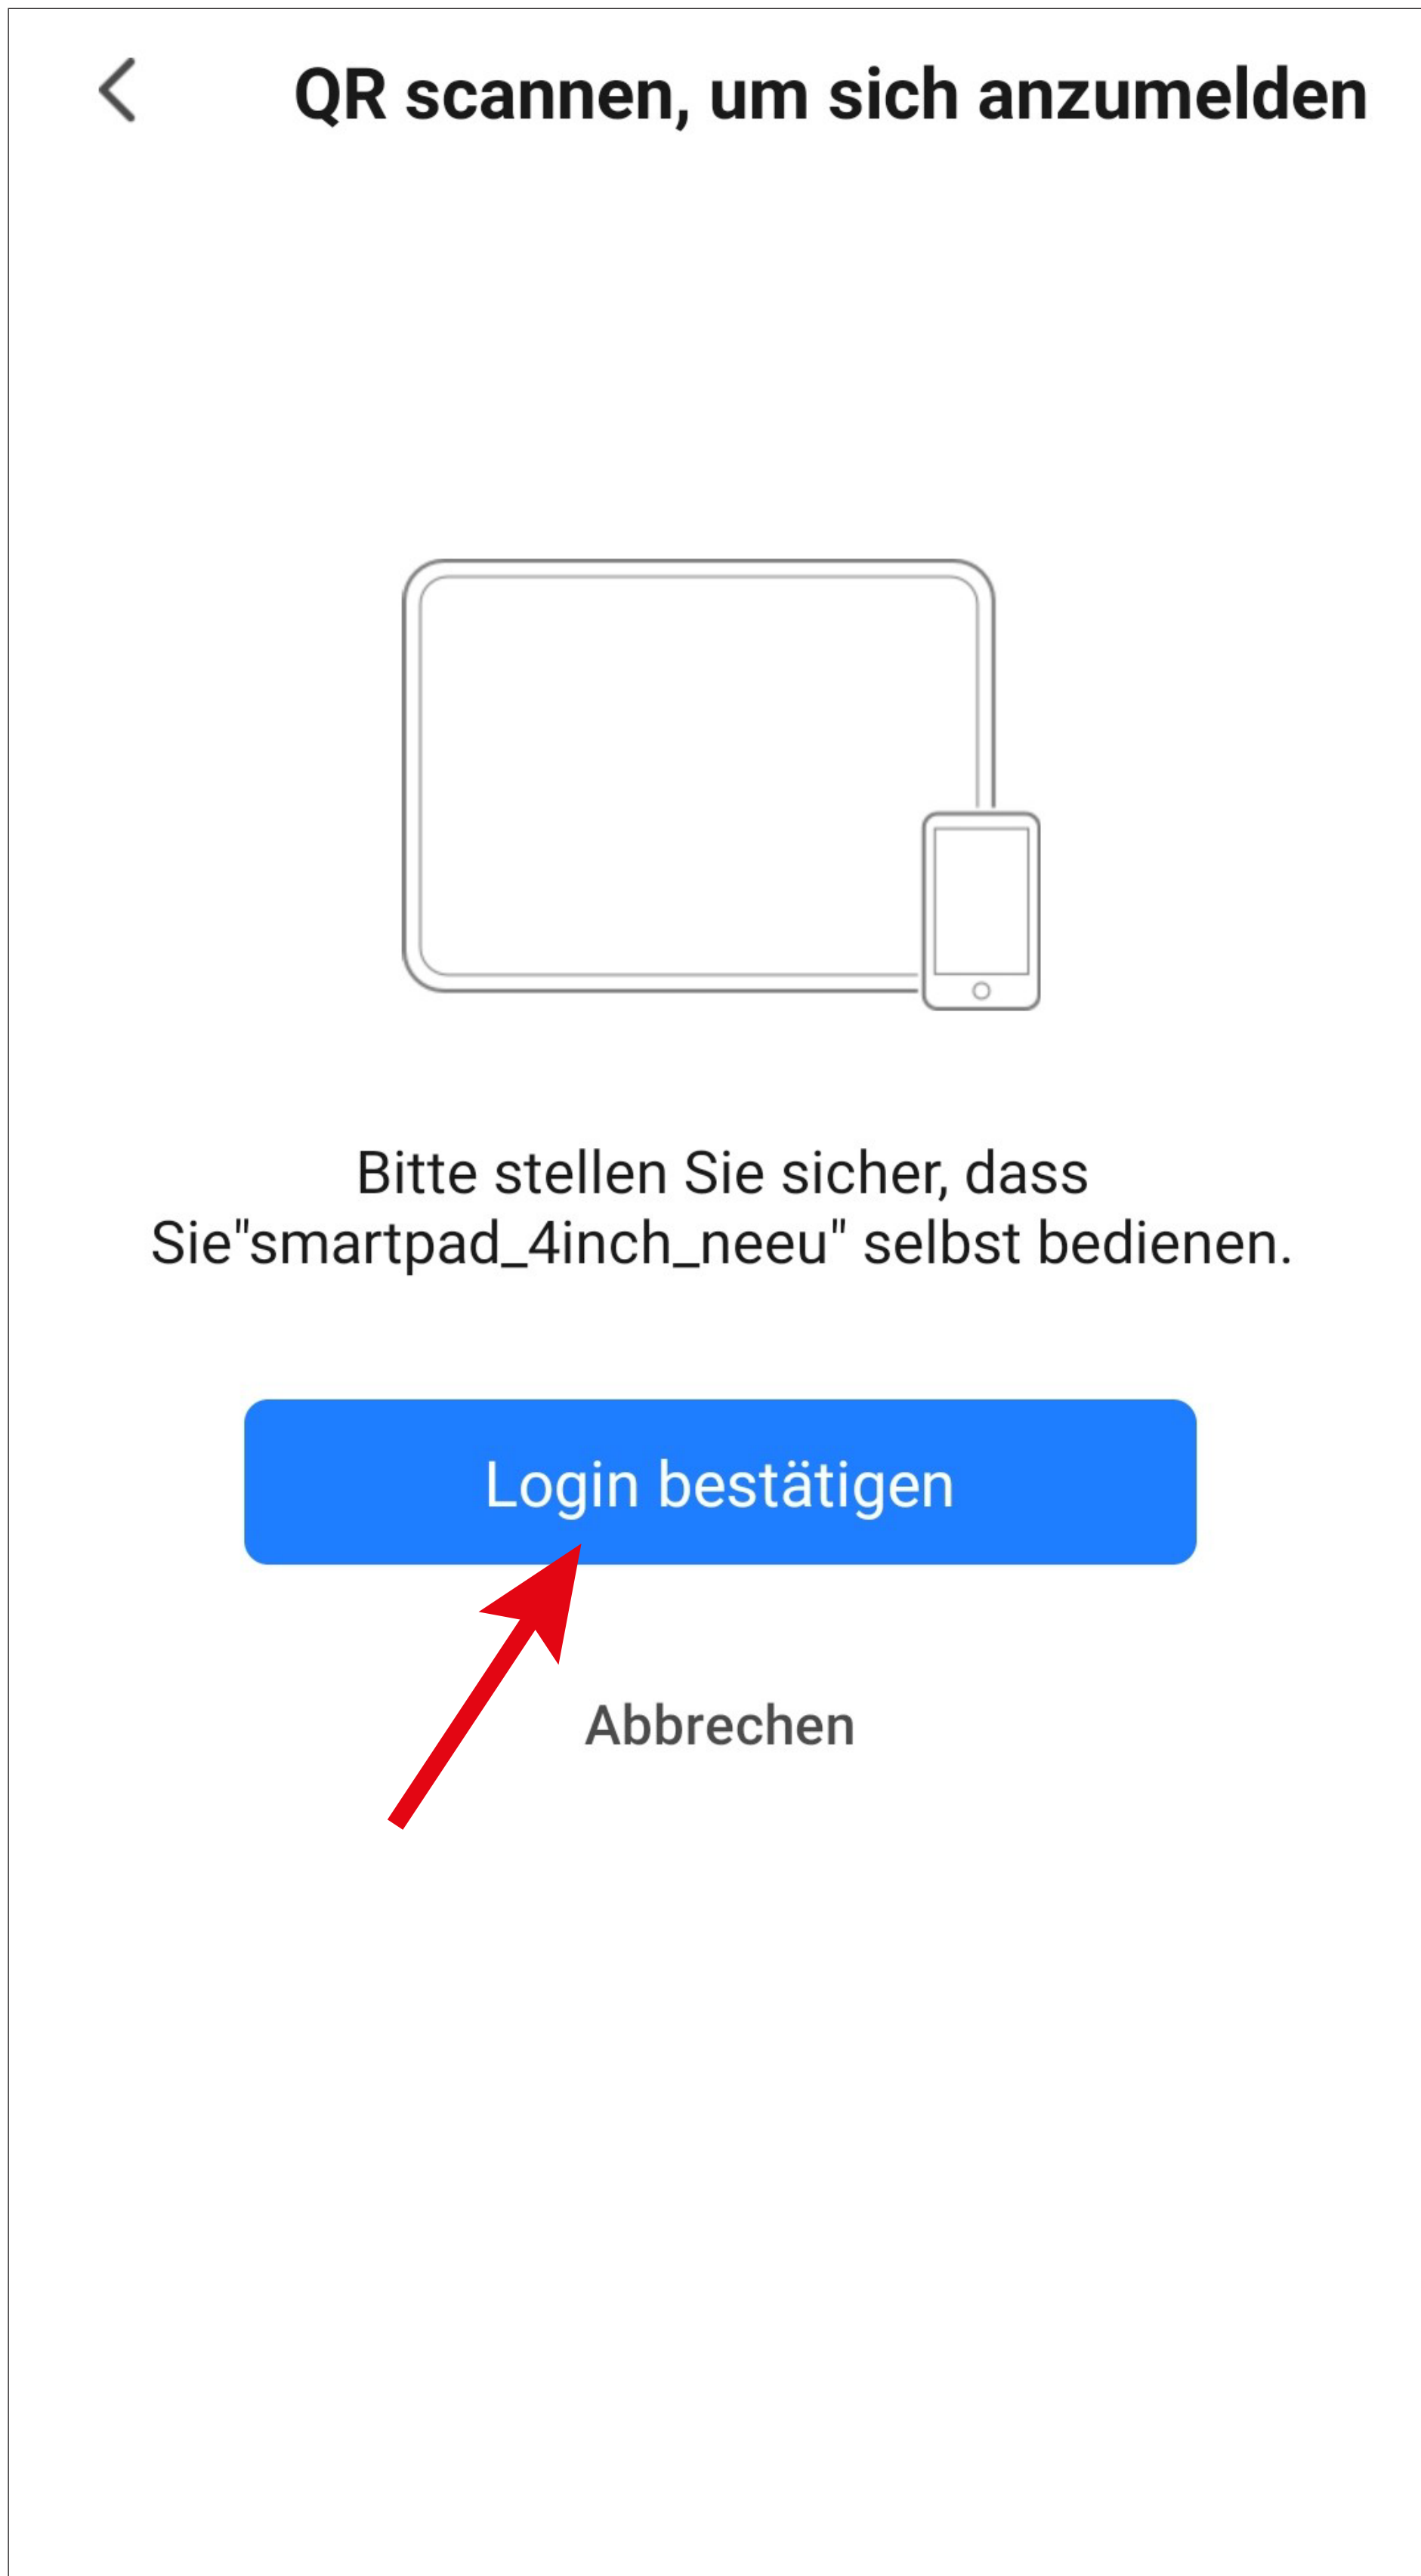 QR scannen, um sich anzumelden
Bitte stellen Sie sicher, dass
Sie"smartpad_4inch_neeu" selbst bedienen.
Login bestätigen
Abbrechen